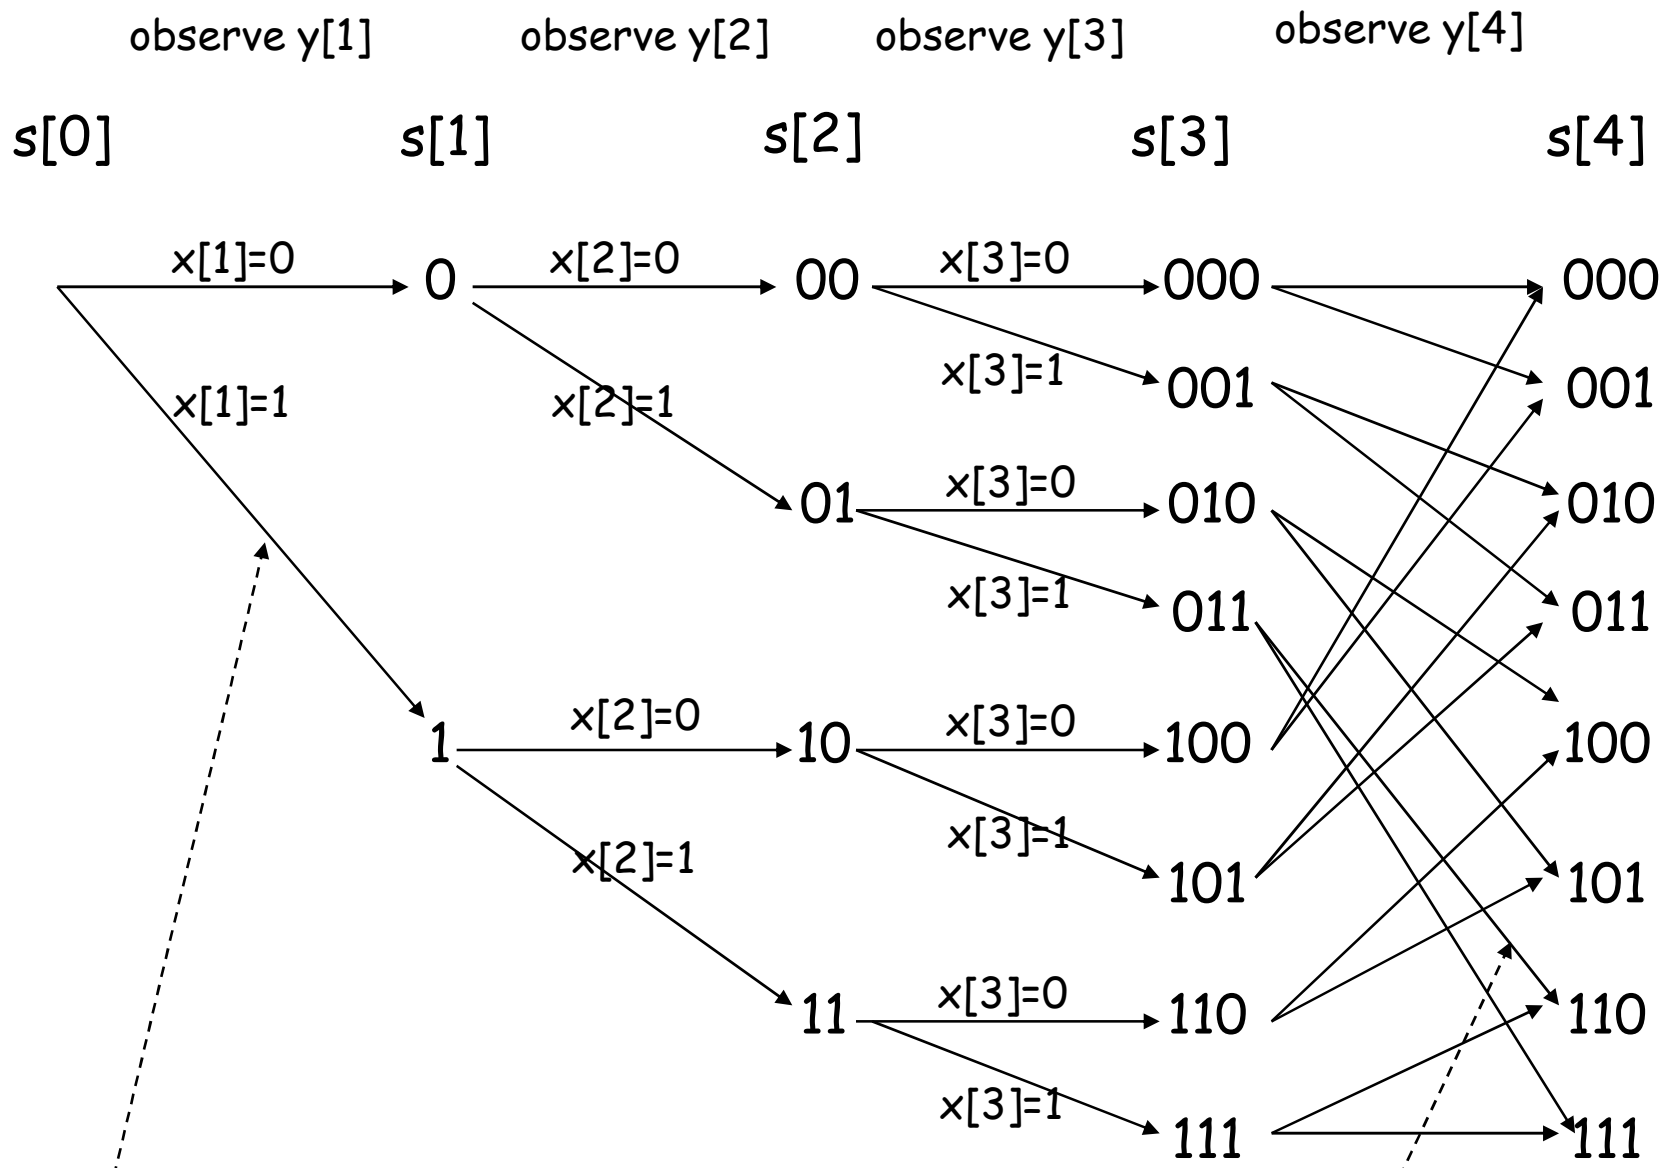 observe y[1] observe y[2] observe y[3] observe y[4]
s[0] s[1] s[2] s[3] s[4]
x[1]=0 x[2]=0 x[3]=0
0 00 000 000
x[3]=1
001 001
x[1]=1 x[2]=1
x[3]=0
01 010 010
x[3]=1
011 011
x[2]=0 x[3]=0
1 10 100 100
x[3]=1
x[2]=1
101 101
x[3]=0
11 110 110
x[3]=1
111 111